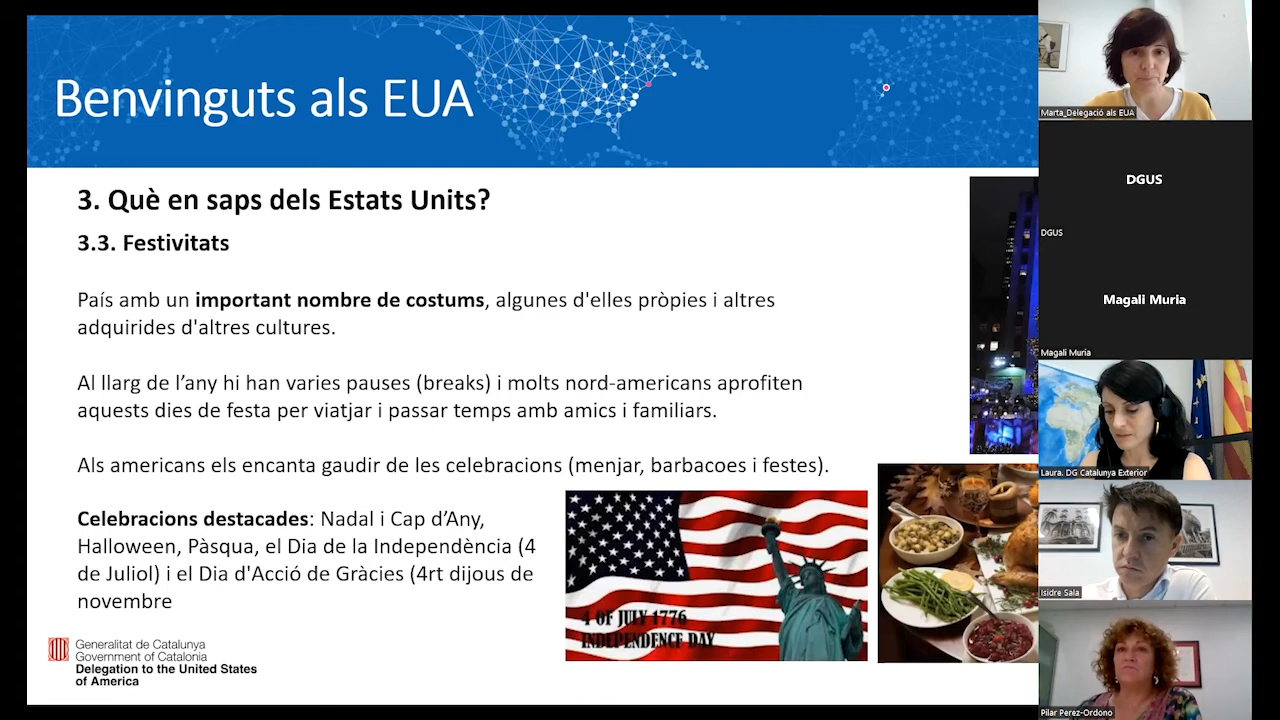 Benvinguts als EUA
3. Què en saps dels Estats Units?
3.3. Festivitats
País amb un important nombre de costums, algunes d'elles pròpies i altres
adquirides d'altres cultures.
Al llarg de l’any hi han varies pauses (breaks) i molts nord-americans aprofiten
aquests dies de festa per viatjar i passar temps amb amics i familiars.
Als americans els encanta gaudir de les celebracions (menjar, barbacoes i festes).
Celebracions destacades: Nadal i Cap d’Any,
Halloween, Pàsqua, el Dia de la Independència (4
de Juliol) i el Dia d'Acció de Gràcies (4rt dijous de
novembre
4 OF JULY 1776
INDEPENDENCE DAY
Generalitat de Catalunya
Government of Catalonia
Delegation to the United States
of America
Marta_Delegació als EUA
DGUS
DGUS
Magali Muria
Magali Muria
Laura. DG Catalunya Exterior
Isidre Sala
Pilar Perez-Ordono